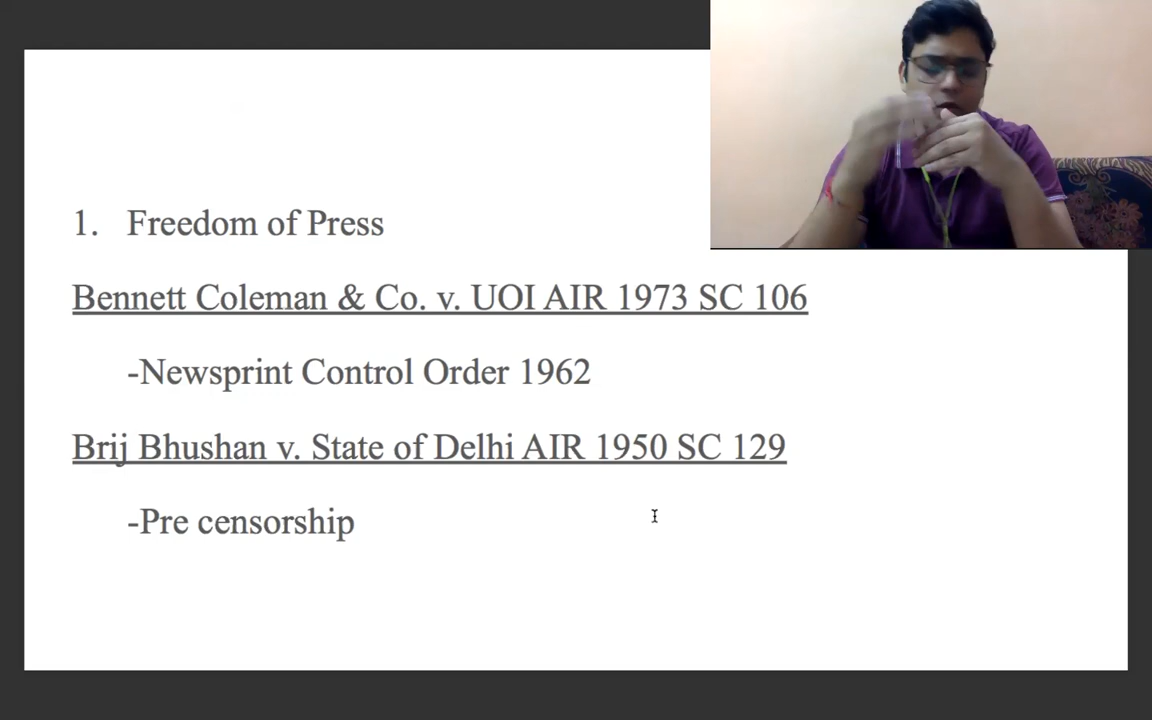 1. Freedom of Press
Bennett Coleman & Co. v. UOI AIR 1973 SC 106
-Newsprint Control Order 1962
Brij Bhushan v. State of Delhi AIR 1950 SC 129
-Pre censorship